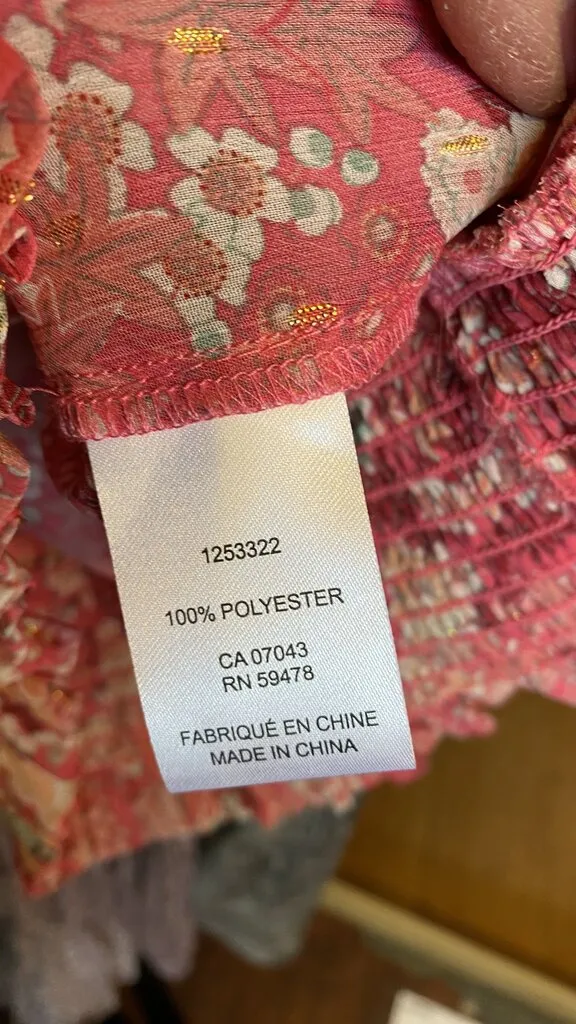 1253322
100% POLYESTER
CA 07043
RN 59478
FABRIQUÉ EN CHINE
MADE IN CHINA